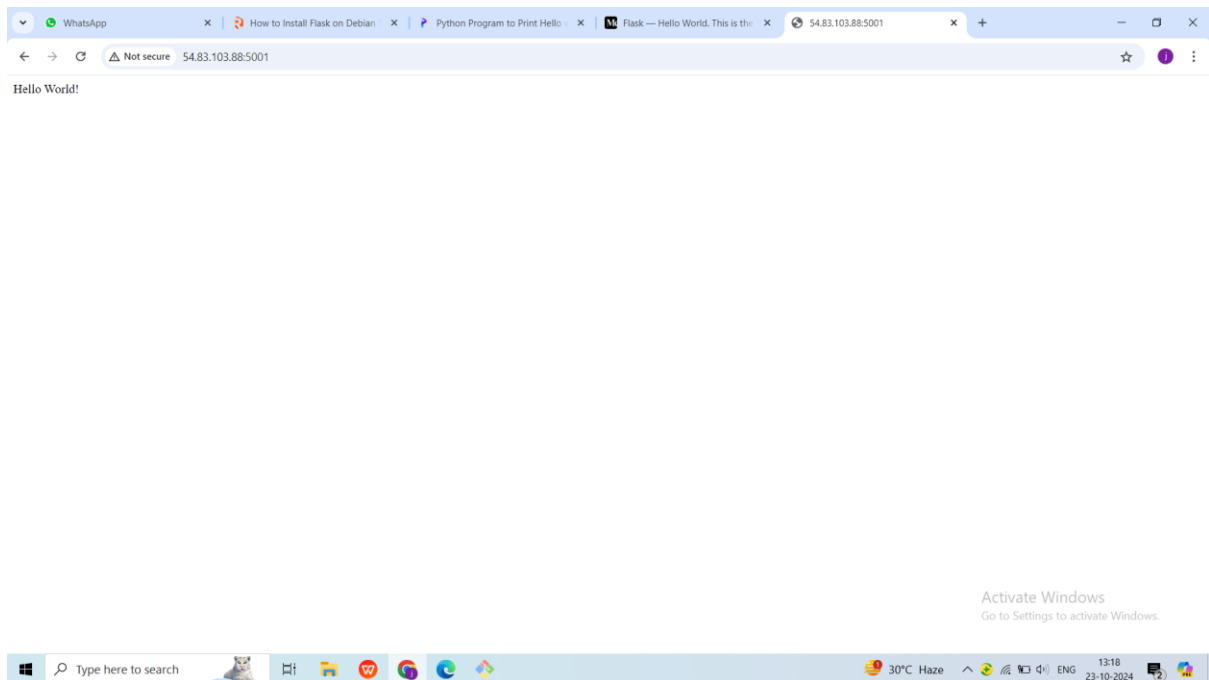 WhatsApp
How to Install Flask on Debian
Python Program to Print Hello
Flask — Hello World. This is the
54.83.103.88:5001
Not secure 54.83.103.88:5001
j
Hello World!
Activate Windows
Go to Settings to activate Windows.
Type here to search
30°C Haze
ENG
13:18
23-10-2024
2